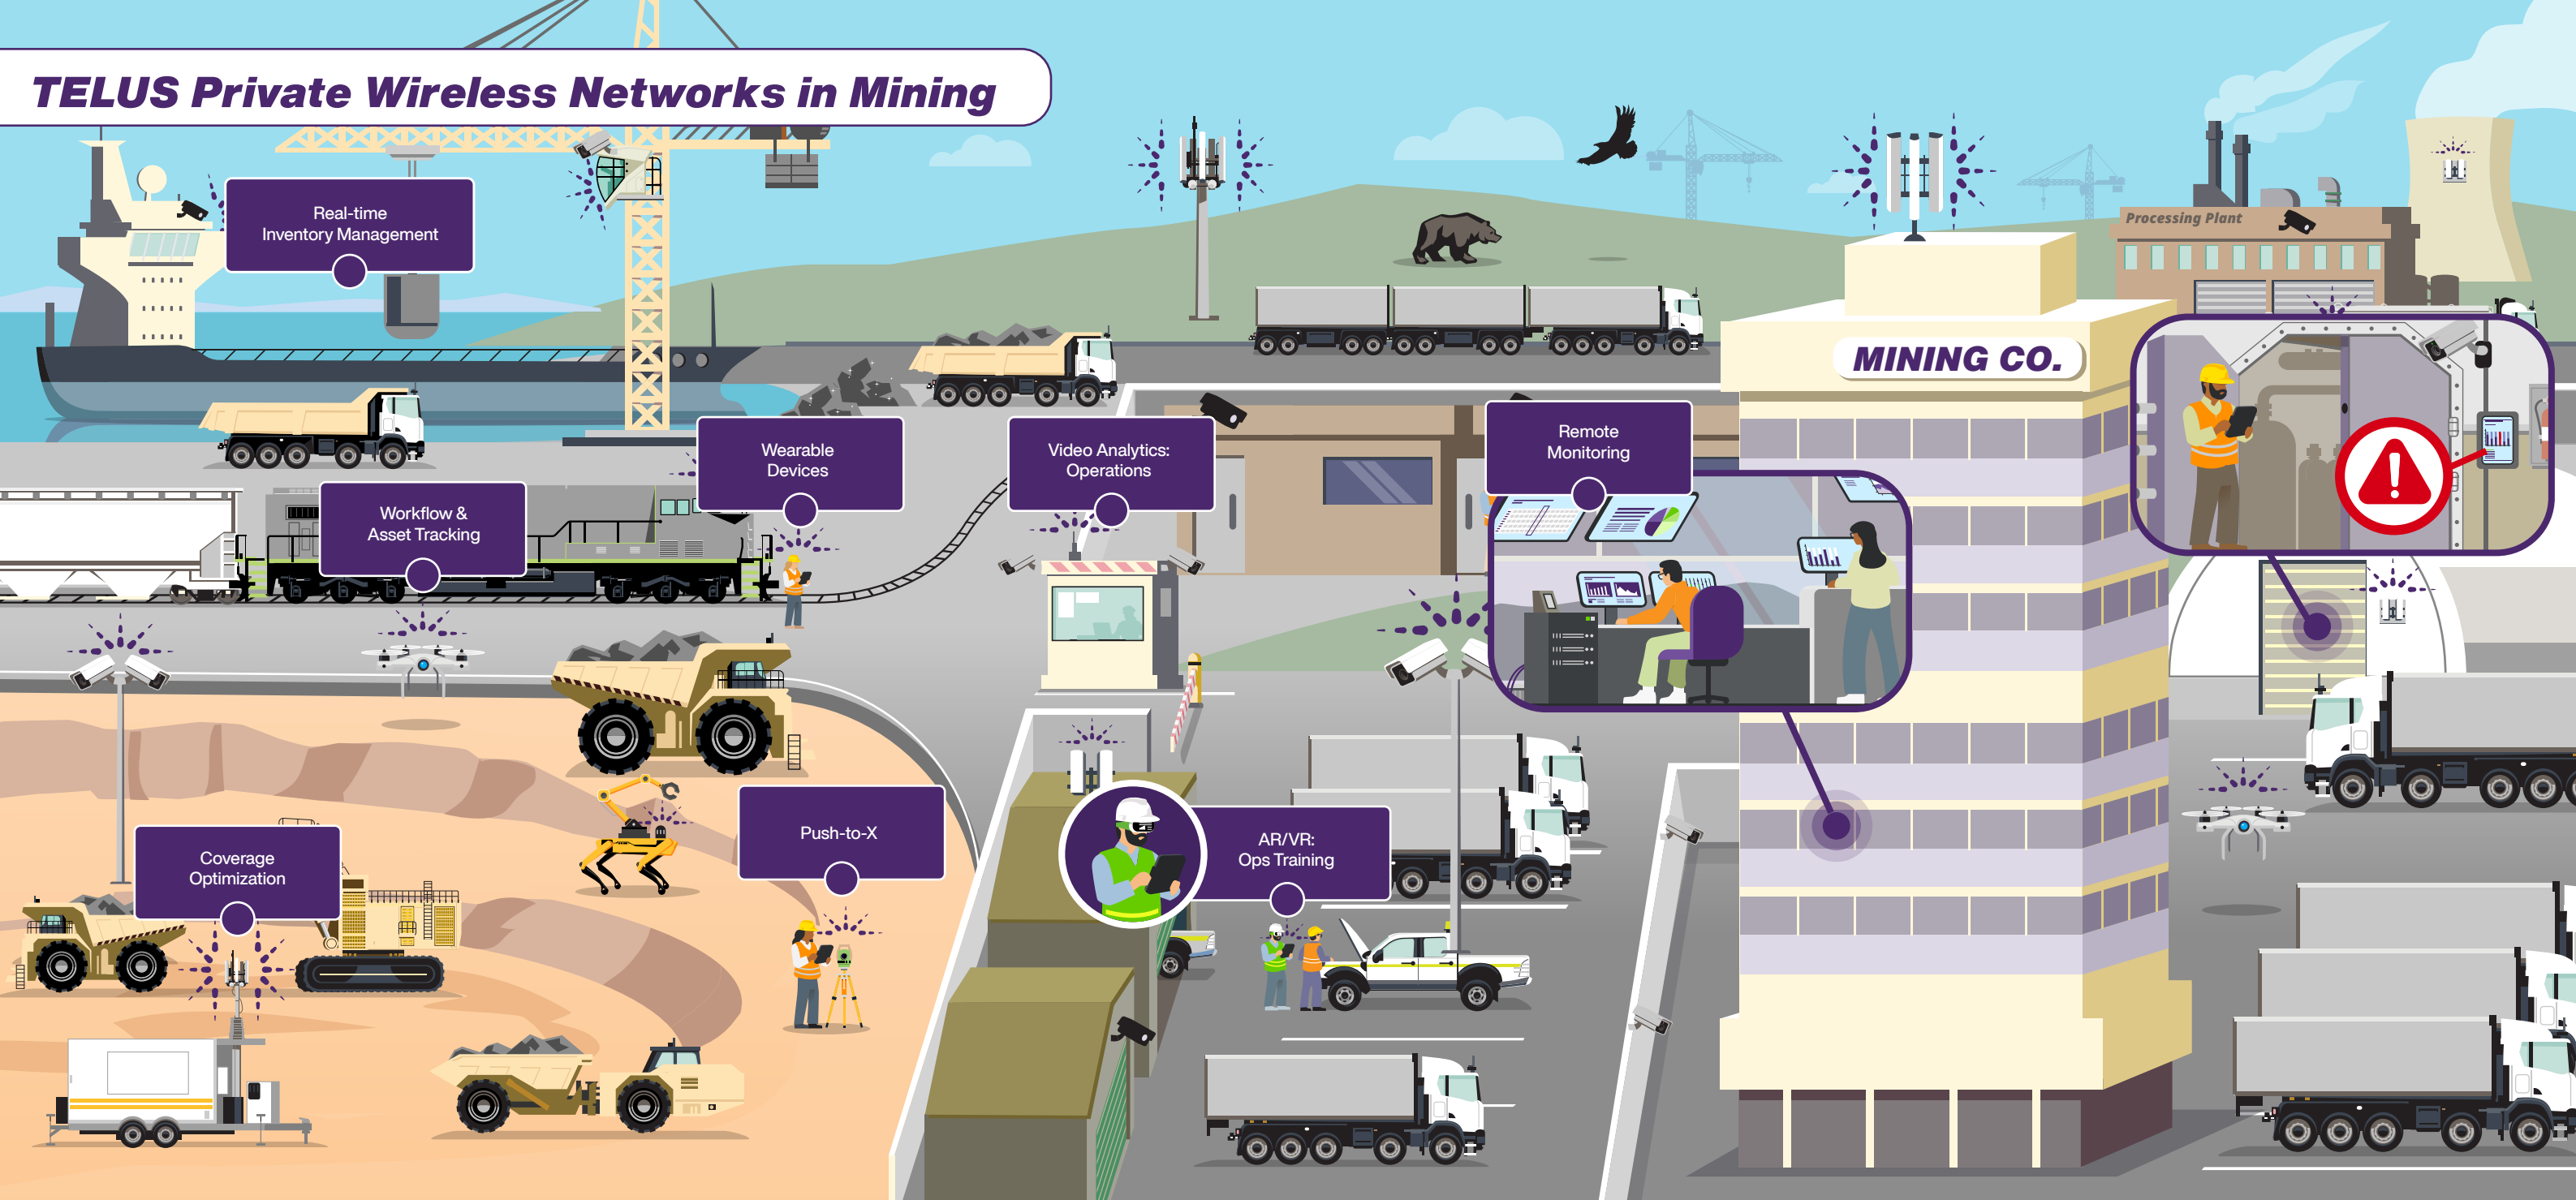 TELUS Private Wireless Networks in Mining
Real-time
Inventory Management
Processing Plant
MINING CO.
Wearable
Devices
Video Analytics:
Operations
Remote
Monitoring
Workflow &
Asset Tracking
Push-to-X
AR/VR:
Ops Training
Coverage
Optimization